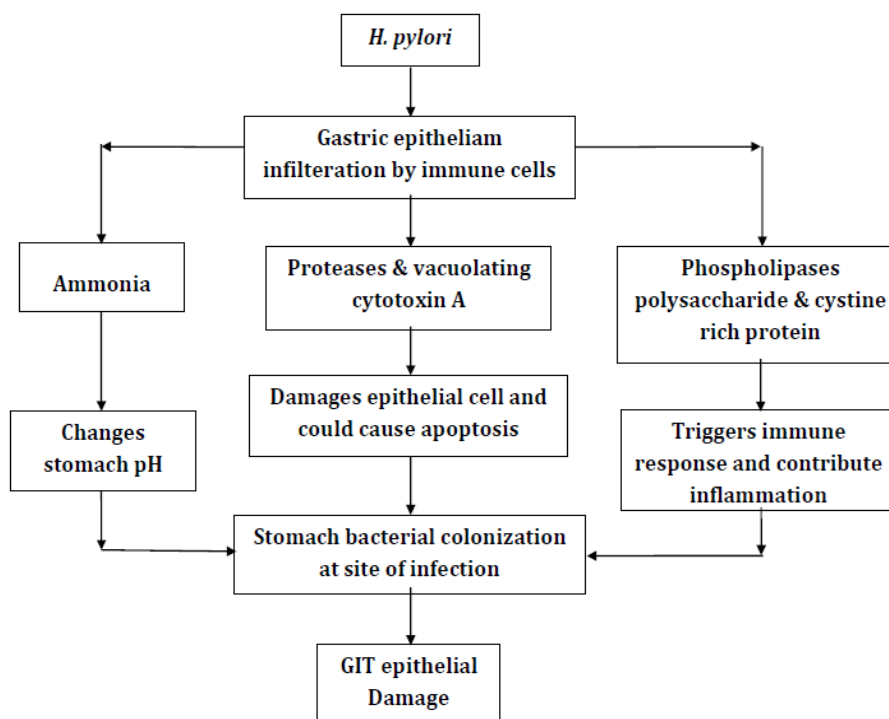 H. pylori
Gastric epitheliam
infilteration by immune cells
Ammonia
Proteases & vacuolating
cytotoxin A
Phospholipases
polysaccharide & cystine
rich protein
Changes
stomach pH
Damages epithelial cell and
could cause apoptosis
Triggers immune
response and contribute
inflammation
Stomach bacterial colonization
at site of infection
GIT epithelial
Damage